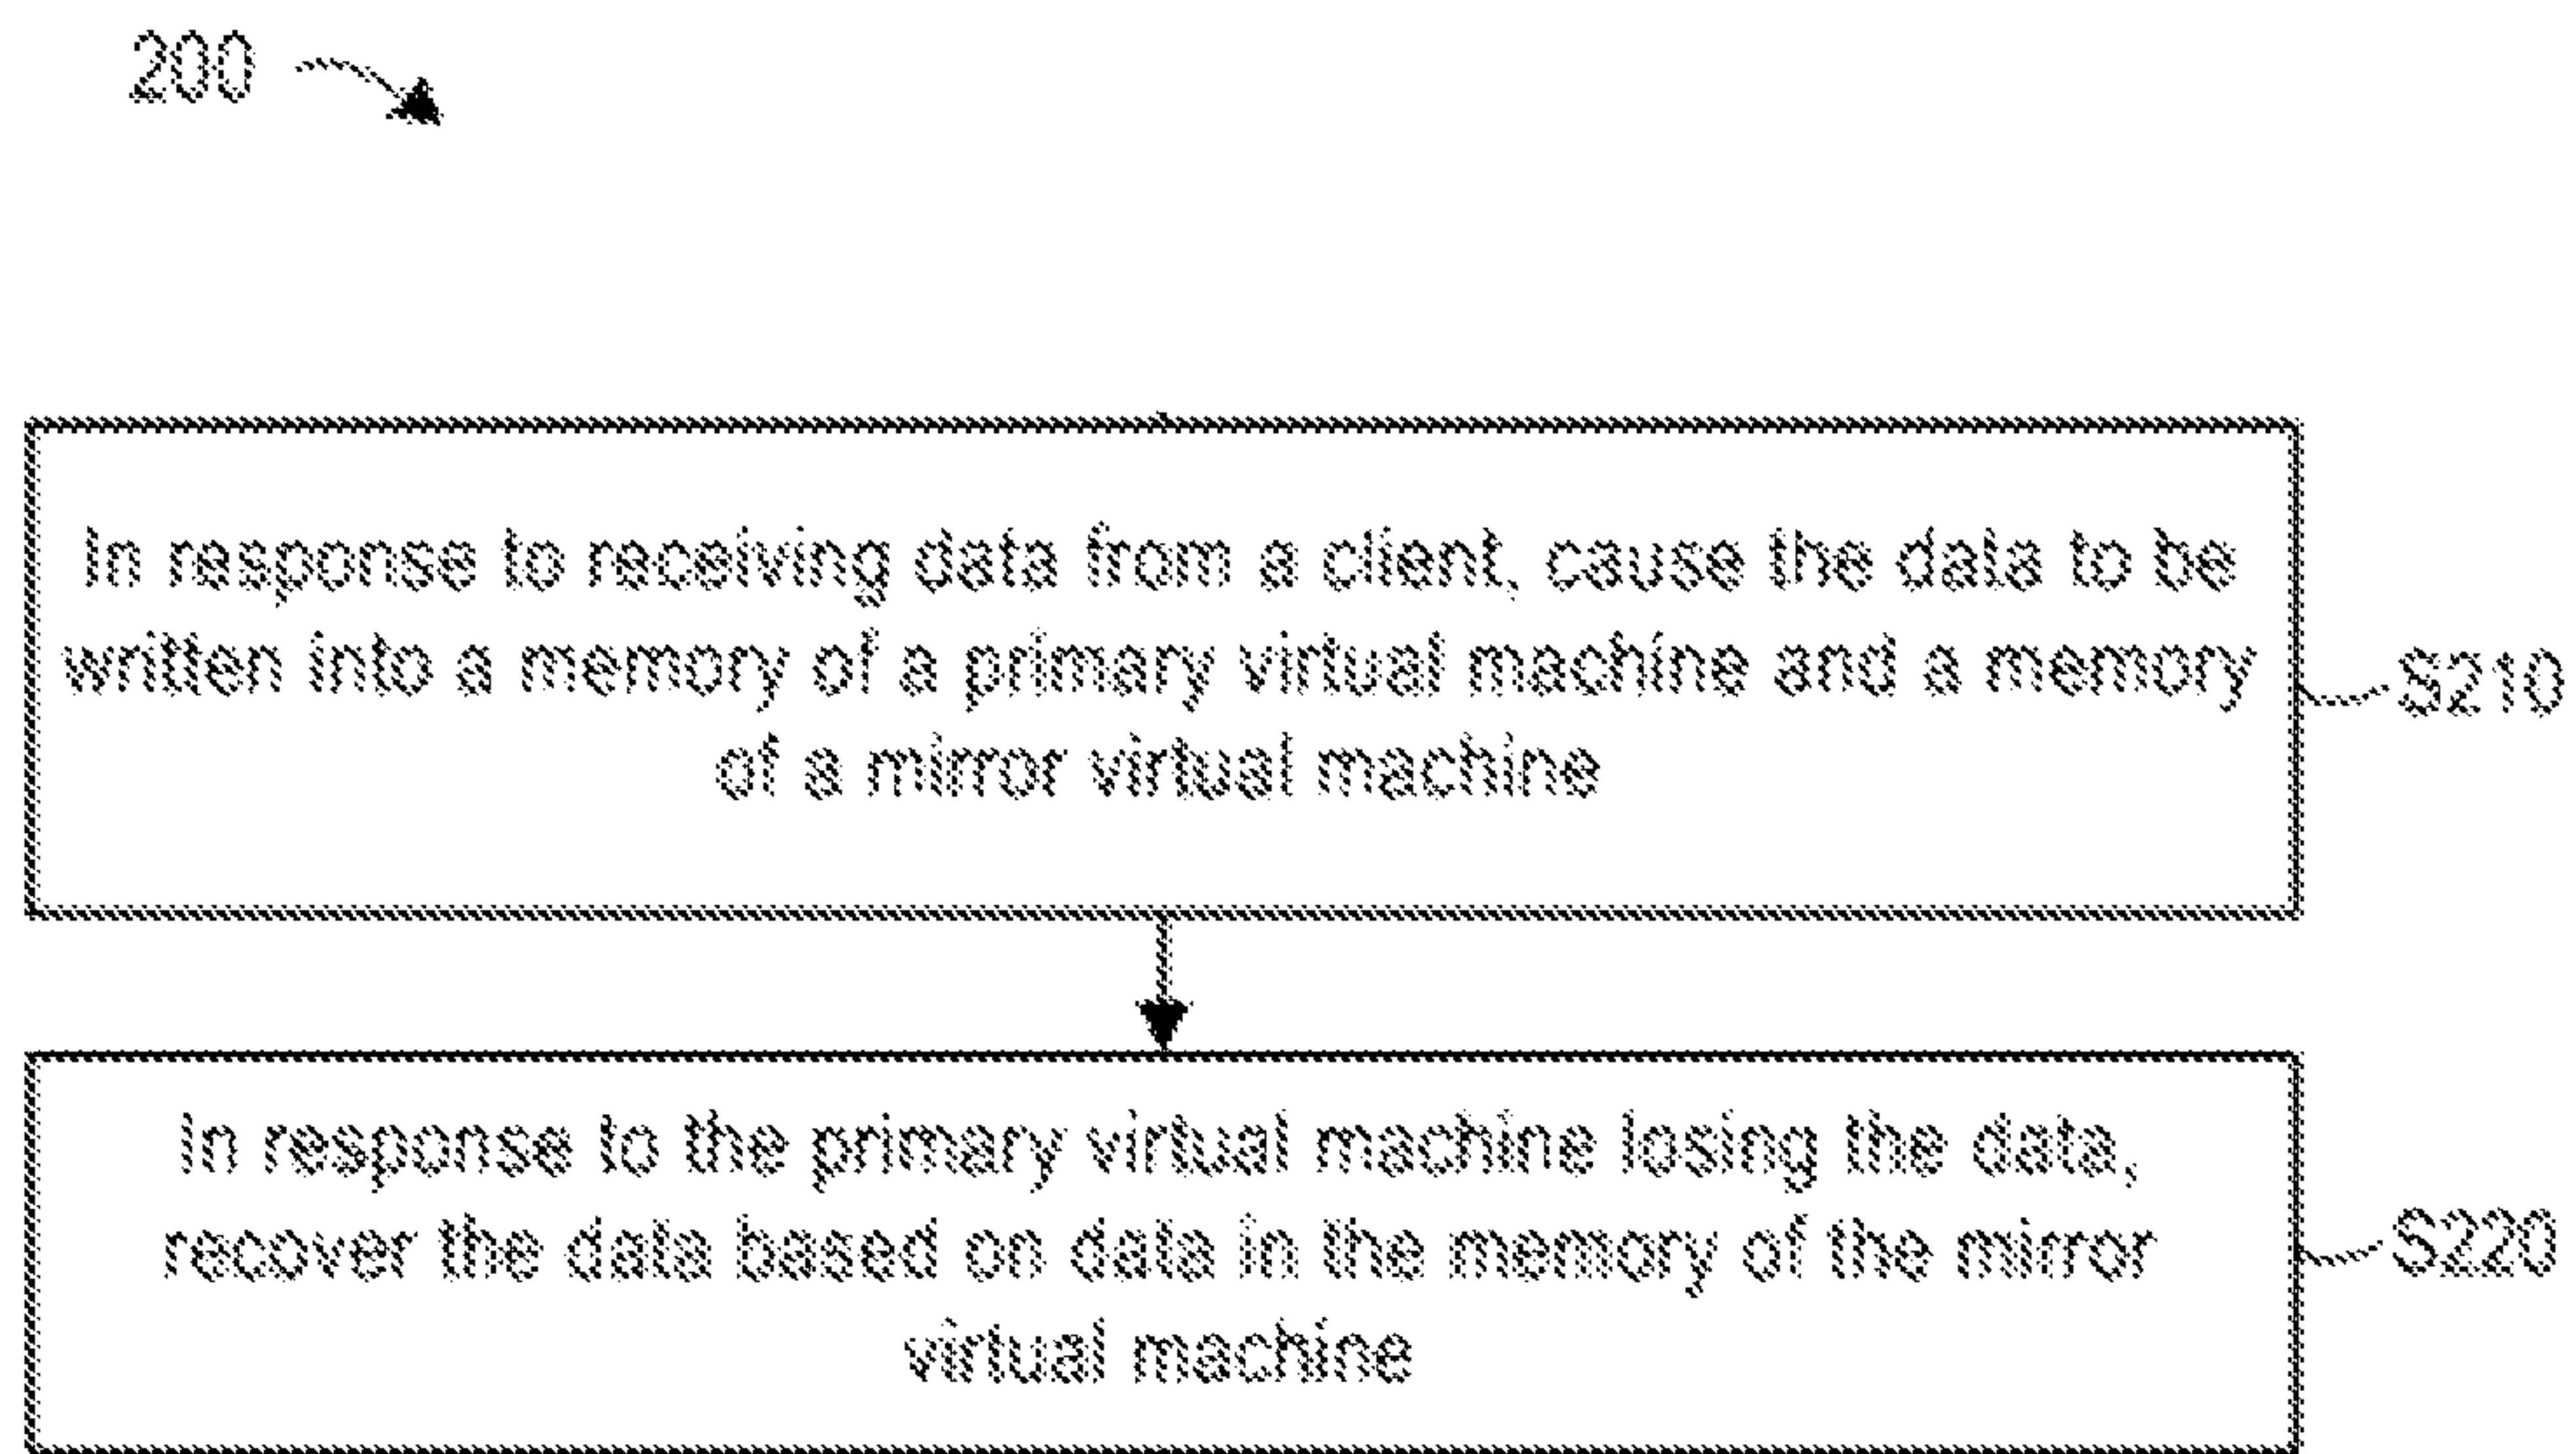 200
In response to receiving data from a client, cause the data to be
written into a memory of a primary virtual machine and a memory
of a mirror virtual machine
S210
In response to the primary virtual machine losing the data,
recover the data based on data in the memory of the mirror
virtual machine
S220